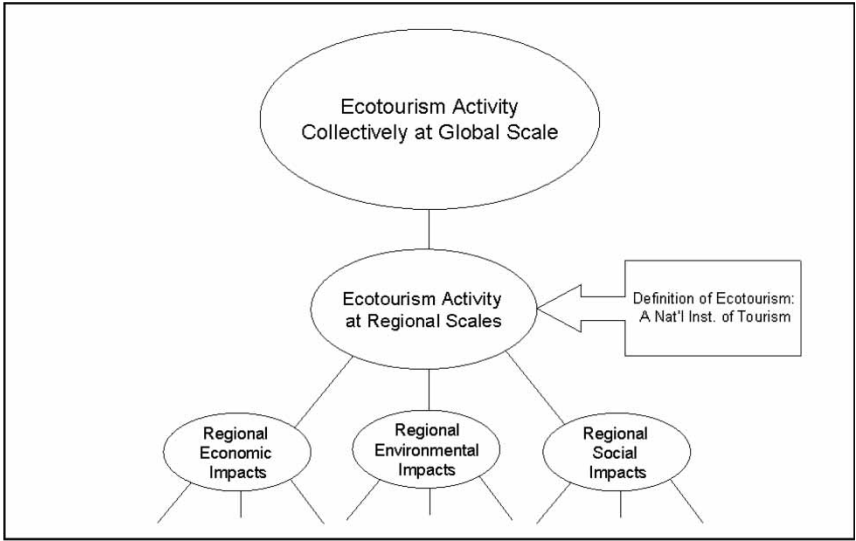 Ecotourism Activity
Collectively at Global Scale
Ecotourism Activity
at Regional Scales
Definition of Ecotourism:
A Nat'l Inst. of Tourism
Regional
Economic
Impacts
Regional
Environmental
Impacts
Regional
Social
Impacts